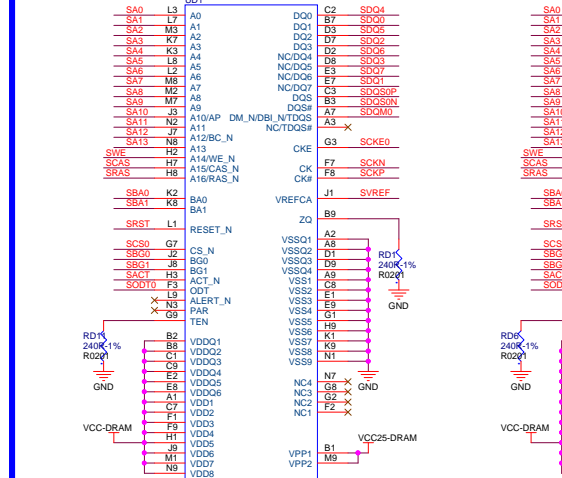 UD1
SA0 L3 A0 DQ0 C2 SDQ4 SA0
SA1 L7 A1 DQ1 B7 SDQ0 SA1
SA2 M3 A2 DQ2 D3 SDQ5 SA2
SA3 K7 A3 DQ3 D7 SDQ2 SA3
SA4 K3 A4 NC/DQ4 D2 SDQ6 SA4
SA5 L8 A5 NC/DQ5 D8 SDQ3 SA5
SA6 L2 A6 NC/DQ6 E3 SDQ7 SA6
SA7 M8 A7 NC/DQ7 E7 SDQ1 SA7
SA8 M2 A8 DQS C3 SDQS0P SA8
SA9 M7 A9 DQS# B3 SDQS0N SA9
SA10 J3 A10/AP DM_N/DBI_N/TDQS A7 SDQM0
SA11 N2 A11 NC/TDQS# A3
SA12 J7 A12/BC_N
SA13 N8 A13 CKE G3 SCKE0
SWE H2 A14/WE_N SWE
SCAS H7 A15/CAS_N CK F7 SCKN SCAS
SRAS H8 A16/RAS_N CK# F8 SCKP SRAS
SBA0 K2 BA0 VREFCA J1 SVREF
SBA1 K8 BA1
ZQ B9
SRST L1 RESET_N
VSSQ1 A2
SCS0 G7 CS_N VSSQ2 A8
SBG0 J2 BG0 VSSQ3 D1
SBG1 J8 BG1 VSSQ4 D9
SACT H3 ACT_N VSS1 A9
SODT0 F3 ODT VSS2 C8
L9 ALERT_N VSS3 E1
N3 PAR VSS4 E9
G9 TEN VSS5 G1
RD1
240R-1%
R0201
GND
VSS6 H9
B2 VDDQ1 VSS7 K1
B8 VDDQ2 VSS8 K9
C1 VDDQ3 VSS9 N1
C9 VDDQ4
E2 VDDQ5 NC4 N7
E8 VDDQ6 NC3 G8
A1 VDD1 NC2 G2
C7 VDD2 NC1 F2
F1 VDD3
F9 VDD4
H1 VDD5
J9 VDD6 VPP1 B1
M1 VDD7 VPP2 M9
N9 VDD8
240R-1%
R0201
GND
GND
VCC-DRAM
VCC25-DRAM
RD6
240R-1%
R0201
GND
VCC-DRAM